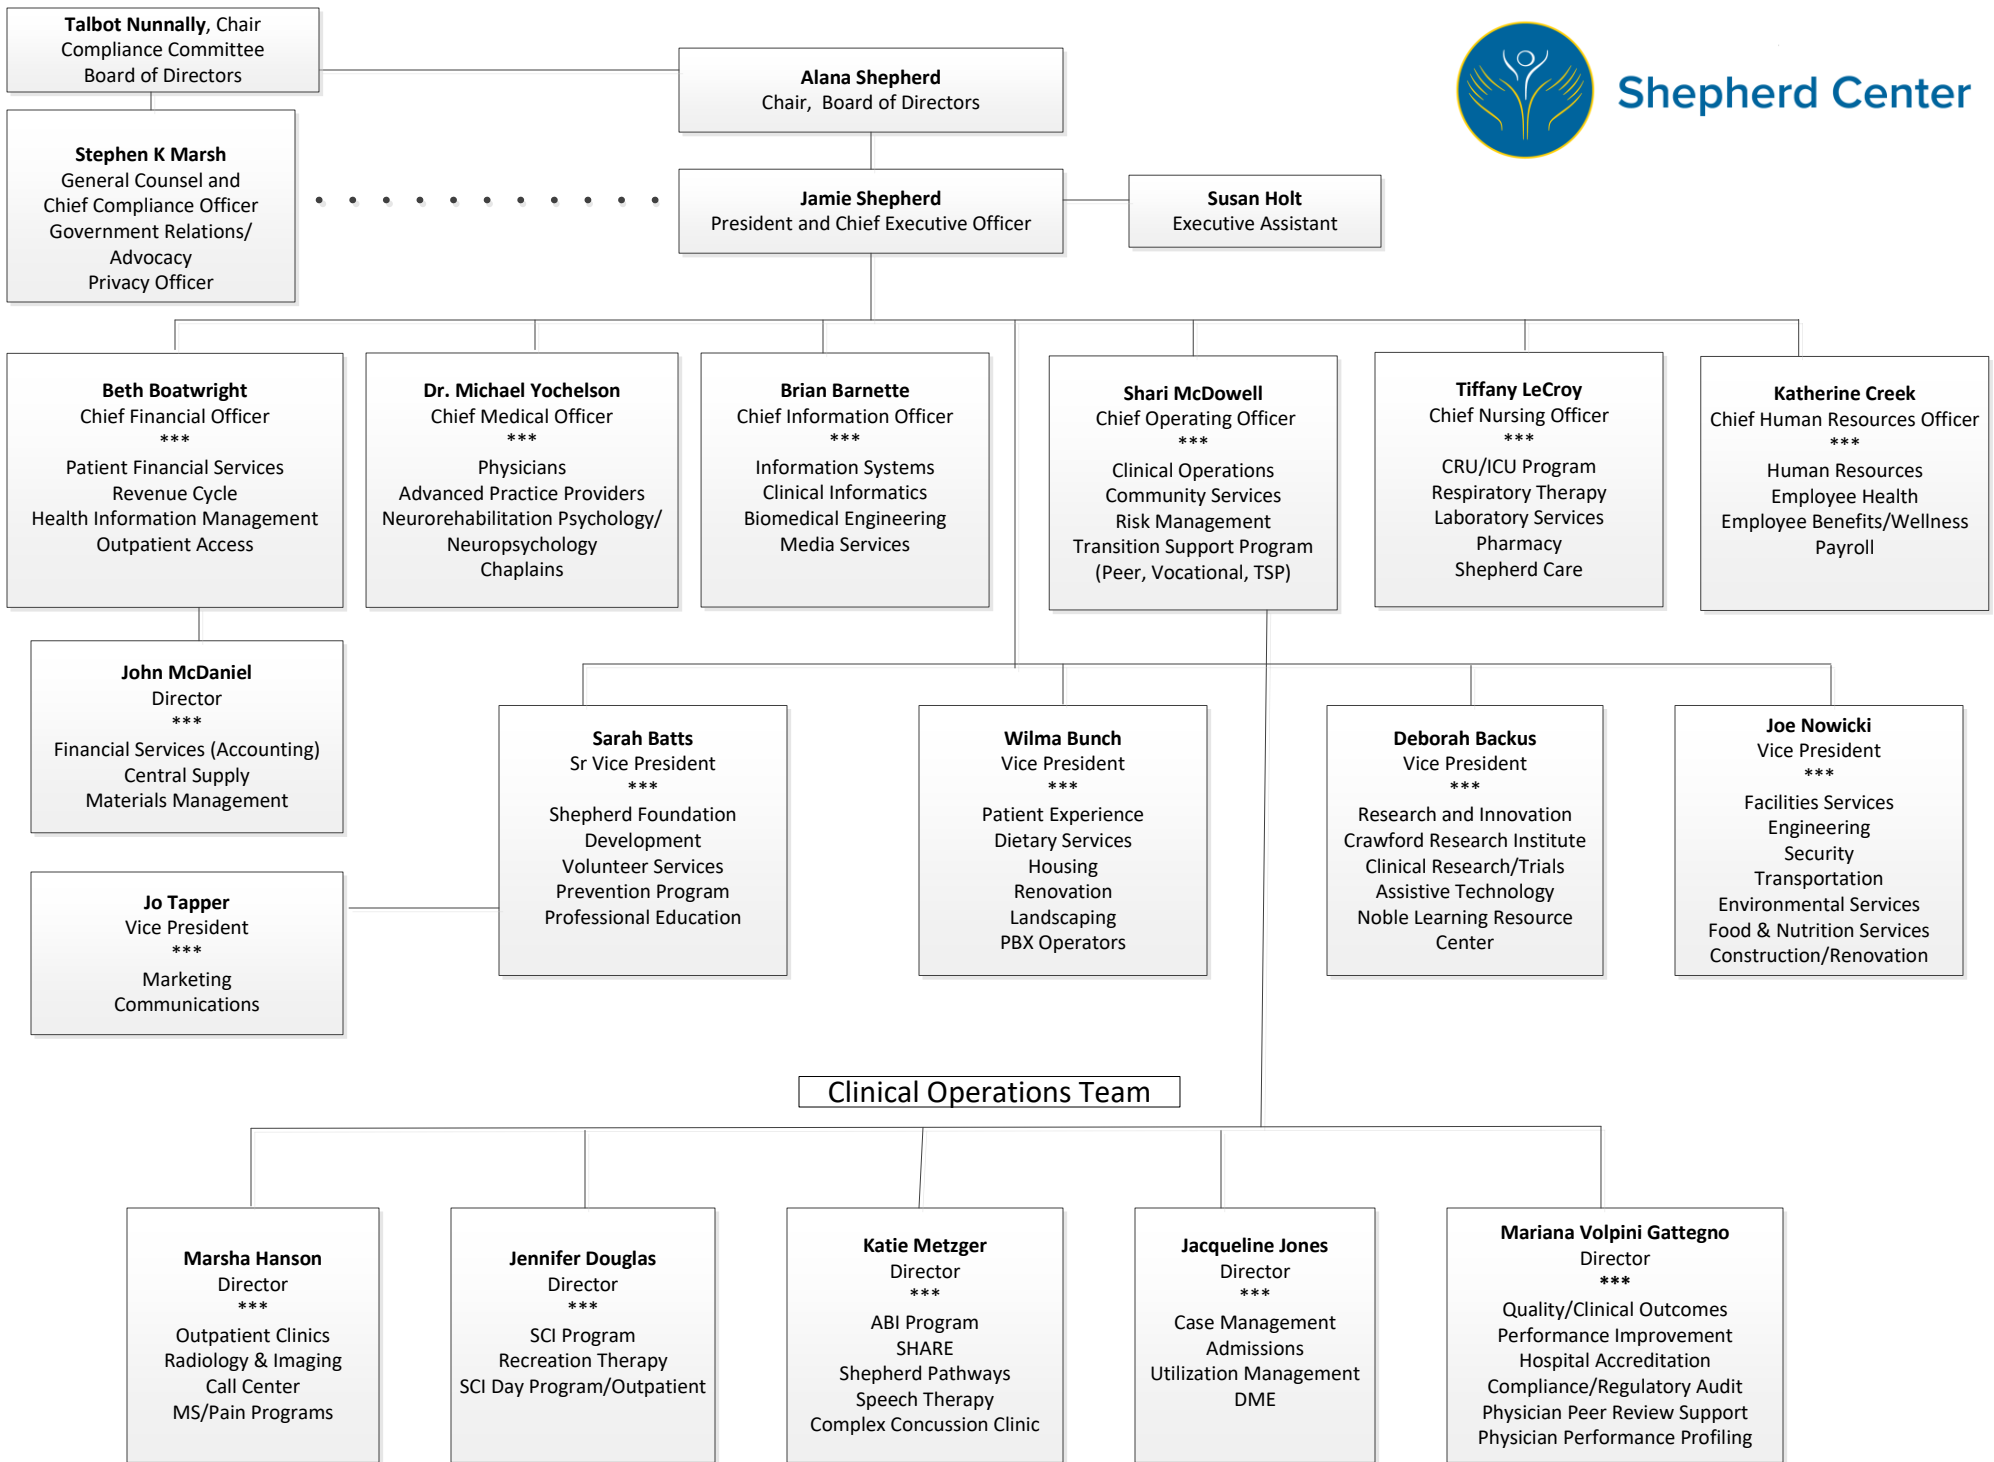 Talbot Nunnally, Chair
Compliance Committee
Board of Directors
Alana Shepherd
Chair, Board of Directors
Shepherd Center
Stephen K Marsh
General Counsel and
Chief Compliance Officer
Government Relations/
Advocacy
Privacy Officer
Jamie Shepherd
President and Chief Executive Officer
Susan Holt
Executive Assistant
Beth Boatwright
Chief Financial Officer
***
Patient Financial Services
Revenue Cycle
Health Information Management
Outpatient Access
Dr. Michael Yochelson
Chief Medical Officer
***
Physicians
Advanced Practice Providers
Neurorehabilitation Psychology/
Neuropsychology
Chaplains
Brian Barnette
Chief Information Officer
***
Information Systems
Clinical Informatics
Biomedical Engineering
Media Services
Shari McDowell
Chief Operating Officer
***
Clinical Operations
Community Services
Risk Management
Transition Support Program
(Peer, Vocational, TSP)
Tiffany LeCroy
Chief Nursing Officer
***
CRU/ICU Program
Respiratory Therapy
Laboratory Services
Pharmacy
Shepherd Care
Katherine Creek
Chief Human Resources Officer
***
Human Resources
Employee Health
Employee Benefits/Wellness
Payroll
John McDaniel
Director
***
Financial Services (Accounting)
Central Supply
Materials Management
Sarah Batts
Sr Vice President
***
Shepherd Foundation
Development
Volunteer Services
Prevention Program
Professional Education
Wilma Bunch
Vice President
***
Patient Experience
Dietary Services
Housing
Renovation
Landscaping
PBX Operators
Deborah Backus
Vice President
***
Research and Innovation
Crawford Research Institute
Clinical Research/Trials
Assistive Technology
Noble Learning Resource
Center
Joe Nowicki
Vice President
***
Facilities Services
Engineering
Security
Transportation
Environmental Services
Food & Nutrition Services
Construction/Renovation
Jo Tapper
Vice President
***
Marketing
Communications
Clinical Operations Team
Marsha Hanson
Director
***
Outpatient Clinics
Radiology & Imaging
Call Center
MS/Pain Programs
Jennifer Douglas
Director
***
SCI Program
Recreation Therapy
SCI Day Program/Outpatient
Katie Metzger
Director
***
ABI Program
SHARE
Shepherd Pathways
Speech Therapy
Complex Concussion Clinic
Jacqueline Jones
Director
***
Case Management
Admissions
Utilization Management
DME
Mariana Volpini Gattegno
Director
***
Quality/Clinical Outcomes
Performance Improvement
Hospital Accreditation
Compliance/Regulatory Audit
Physician Peer Review Support
Physician Performance Profiling